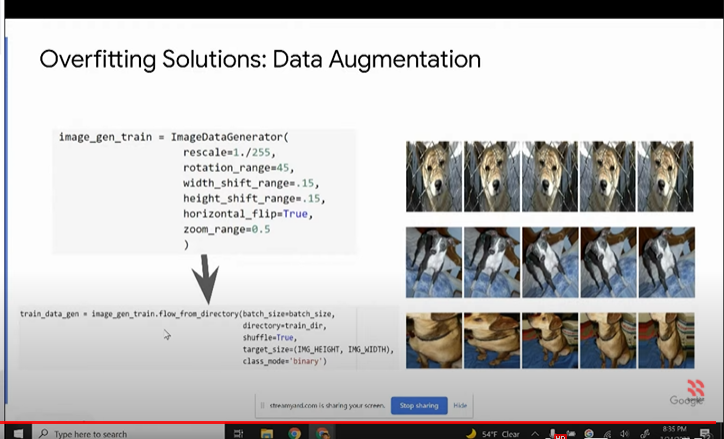 Overfitting Solutions: Data Augmentation
image_gen_train = ImageDataGenerator(
rescale=1./255,
rotation_range=45,
width_shift_range=.15,
height_shift_range=.15,
horizontal_flip=True,
zoom_range=0.5
)
train_data_gen = image_gen_train.flow_from_directory(batch_size=batch_size,
directory=train_dir,
shuffle=True,
target_size=(IMG_HEIGHT, IMG_WIDTH),
class_mode='binary')
Google
streamyard.com is sharing your screen.
Stop sharing
Hide
Type here to search
54°F Clear
HD
8:35 PM